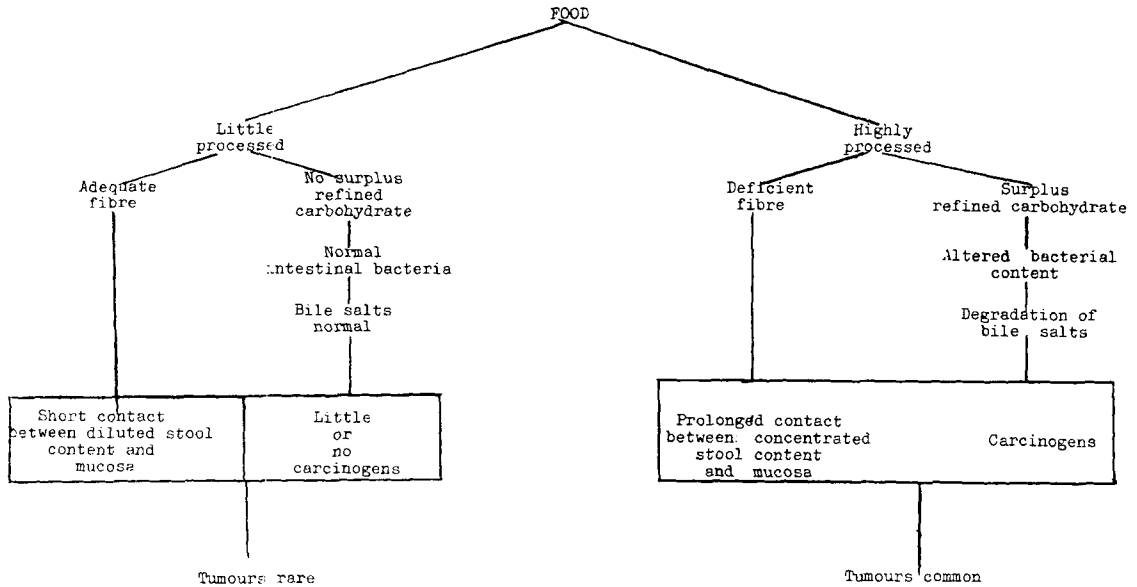 FOOD
Little
processed
Highly
processed
Adequate
fibre
No surplus
refined
carbohydrate
Deficient
fibre
Surplus
refined carbohydrate
Normal
intestinal bacteria
Altered bacterial
content
Bile salts
normal
Degradation of
bile salts
Short contact
between diluted stool
content and
mucosa
Little
or
no
carcinogens
Prolonged contact
between concentrated
stool content
and mucosa
Carcinogens
Tumours rare
Tumours common